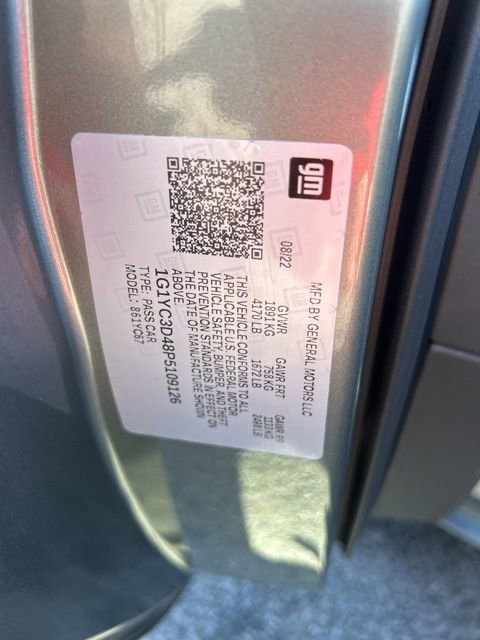 gm
MFD BY GENERAL MOTORS LLC
08/22
GVWR GAWR FRT GAWR RR
1891 KG 758 KG 1133 KG
4170 LB 1672 LB 2498 LB
THIS VEHICLE CONFORMS TO ALL
APPLICABLE U.S. FEDERAL MOTOR
VEHICLE SAFETY, BUMPER, AND THEFT
PREVENTION STANDARDS IN EFFECT ON
THE DATE OF MANUFACTURE SHOWN
ABOVE.
1G1YC3D48P5109126
TYPE: PASS CAR
MODEL: 861YC67